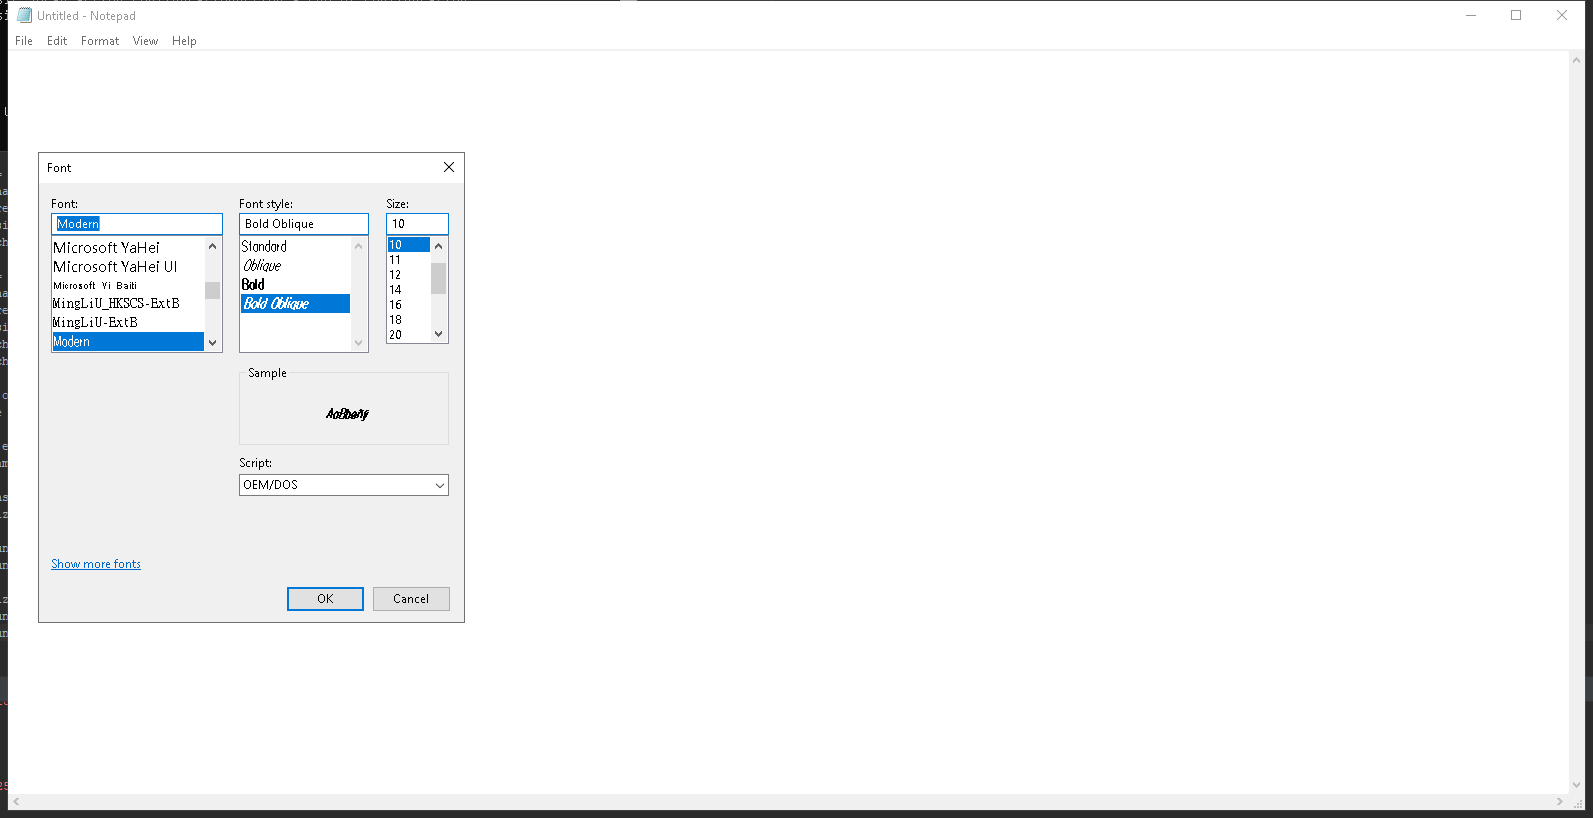 Untitled - Notepad
File Edit Format View Help
Font
Font: Font style: Size:
Modern Bold Oblique 10
Microsoft YaHei
Microsoft YaHei UI
Microsoft Yi Baiti
MingLiU_HKSCS-ExtB
MingLiU-ExtB
Modern
Standard
Oblique
Bold
Bold Oblique
10
11
12
14
16
18
20
Sample
AaBbøñý
Script:
OEM/DOS
Show more fonts
OK Cancel